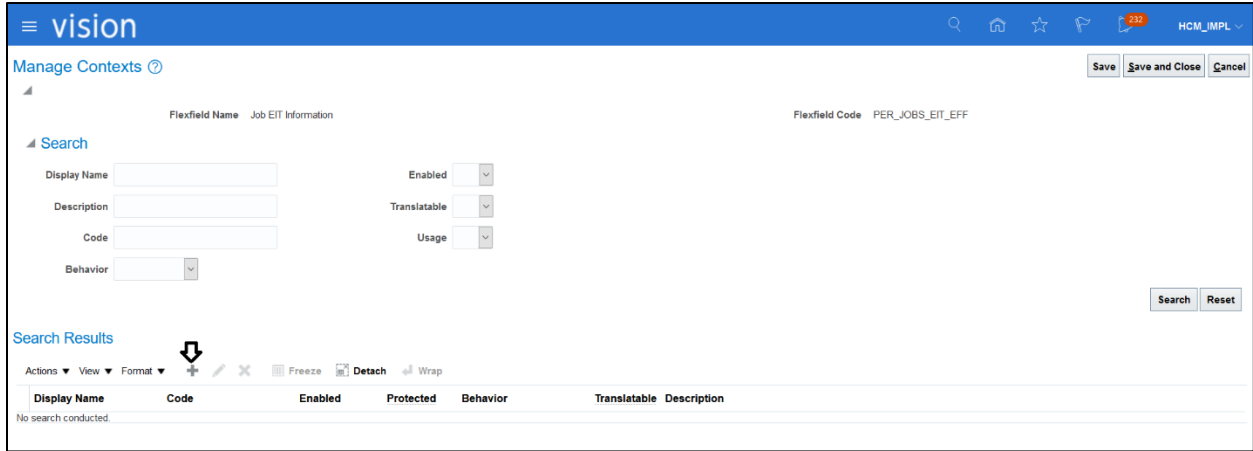 vision 232 HCM_IMPL
Manage Contexts Save Save and Close Cancel
Flexfield Name Job EIT Information Flexfield Code PER_JOBS_EIT_EFF
Search
Display Name Enabled
Description Translatable
Code Usage
Behavior
Search Reset
Search Results
Actions View Format Freeze Detach Wrap
Display Name Code Enabled Protected Behavior Translatable Description
No search conducted.